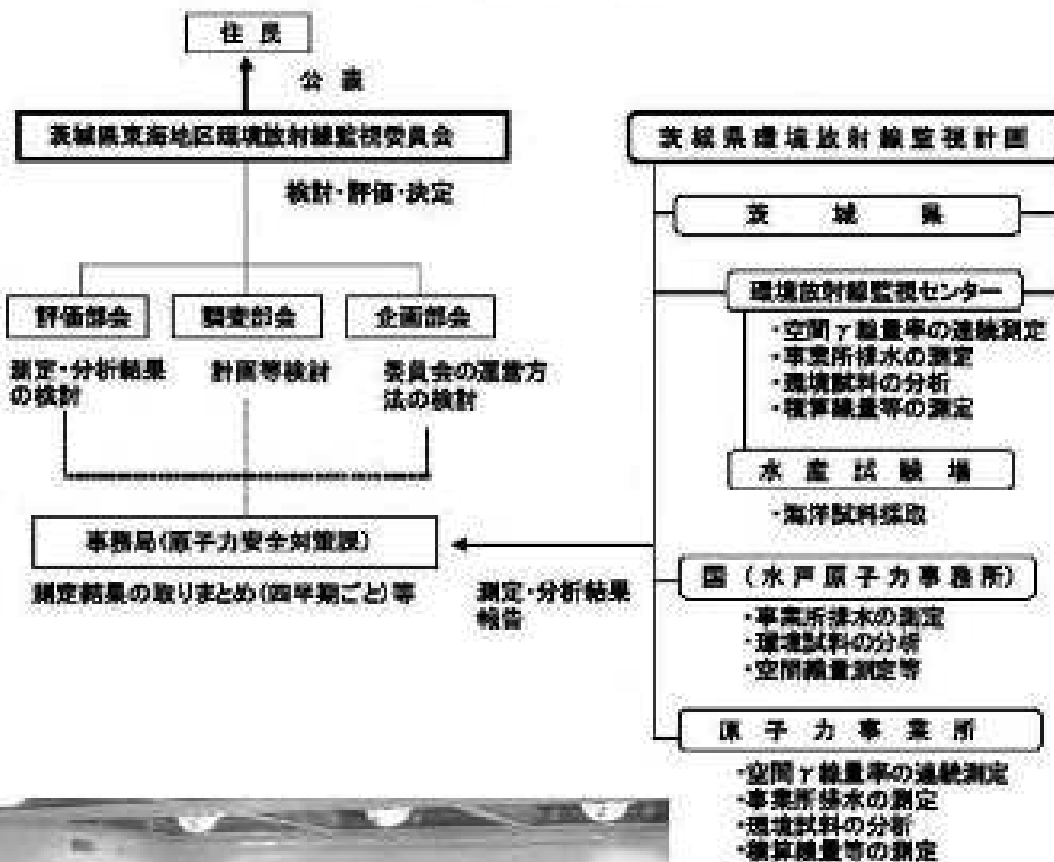 住 民
公 表
茨城県東海地区環境放射線監視委員会
検討・評価・決定
評価部会
調査部会
企画部会
測定・分析結果
の検討
計画等検討
委員会の運営方
法の検討
事務局(原子力安全対策課)
測定結果の取りまとめ(四半期ごと)等
測定・分析結果
報告
茨城県環境放射線監視計画
茨 城 県
環境放射線監視センター
・空間γ線量率の連続測定
・事業所排水の測定
・環境試料の分析
・積算線量等の測定
水 産 試 験 場
・海洋試料採取
国(水戸原子力事務所)
・事業所排水の測定
・環境試料の分析
・空間線量測定等
原 子 力 事 業 所
・空間γ線量率の連続測定
・事業所排水の測定
・環境試料の分析
・積算線量等の測定